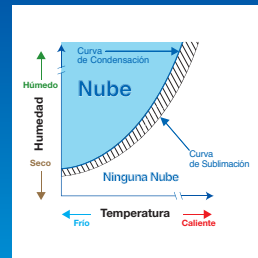 Curva
de Condensación
Húmedo
Nube
Humedad
Curva
de Sublimación
Seco
Ninguna Nube
Temperatura
Frío
Caliente